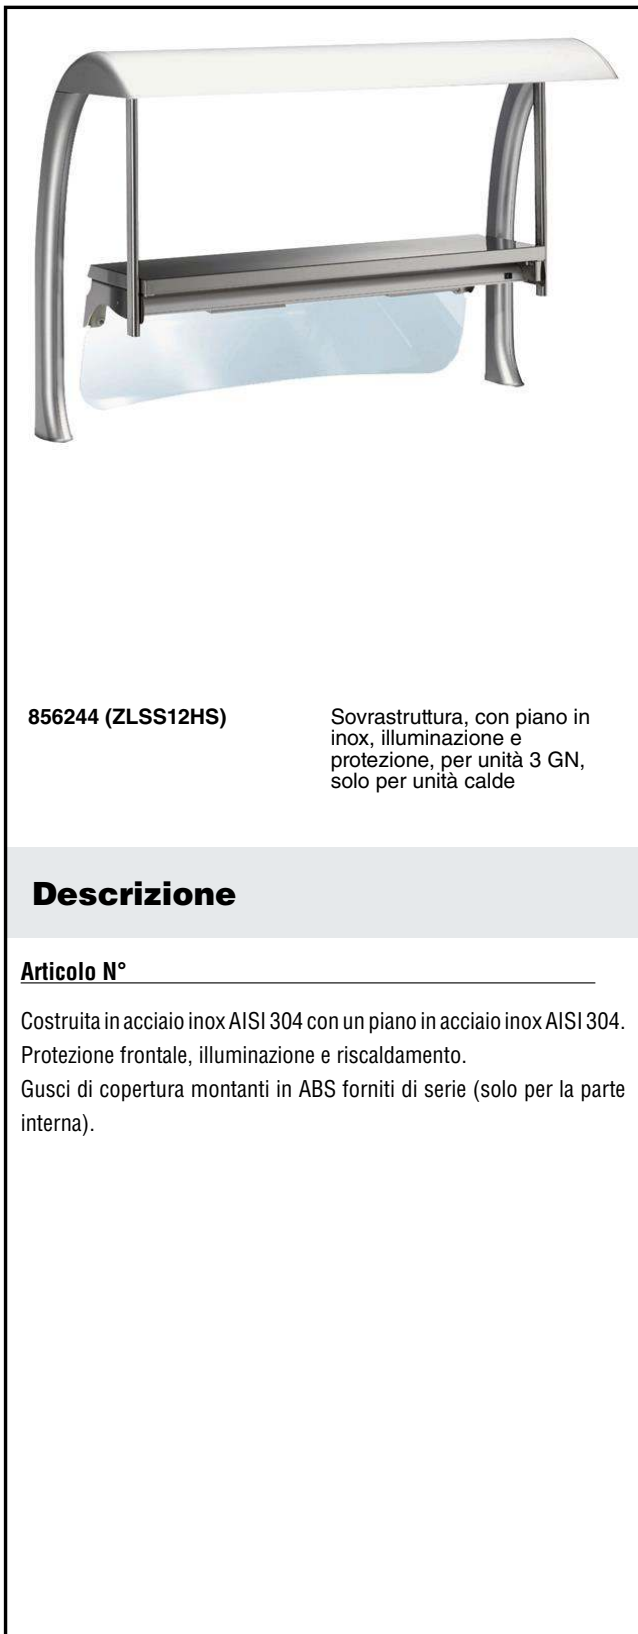 856244 (ZLSS12HS)
Sovrastruttura, con piano in
inox, illuminazione e
protezione, per unità 3 GN,
solo per unità calde
Descrizione
Articolo N°
Costruita in acciaio inox AISI 304 con un piano in acciaio inox AISI 304.
Protezione frontale, illuminazione e riscaldamento.
Gusci di copertura montanti in ABS forniti di serie (solo per la parte
interna).